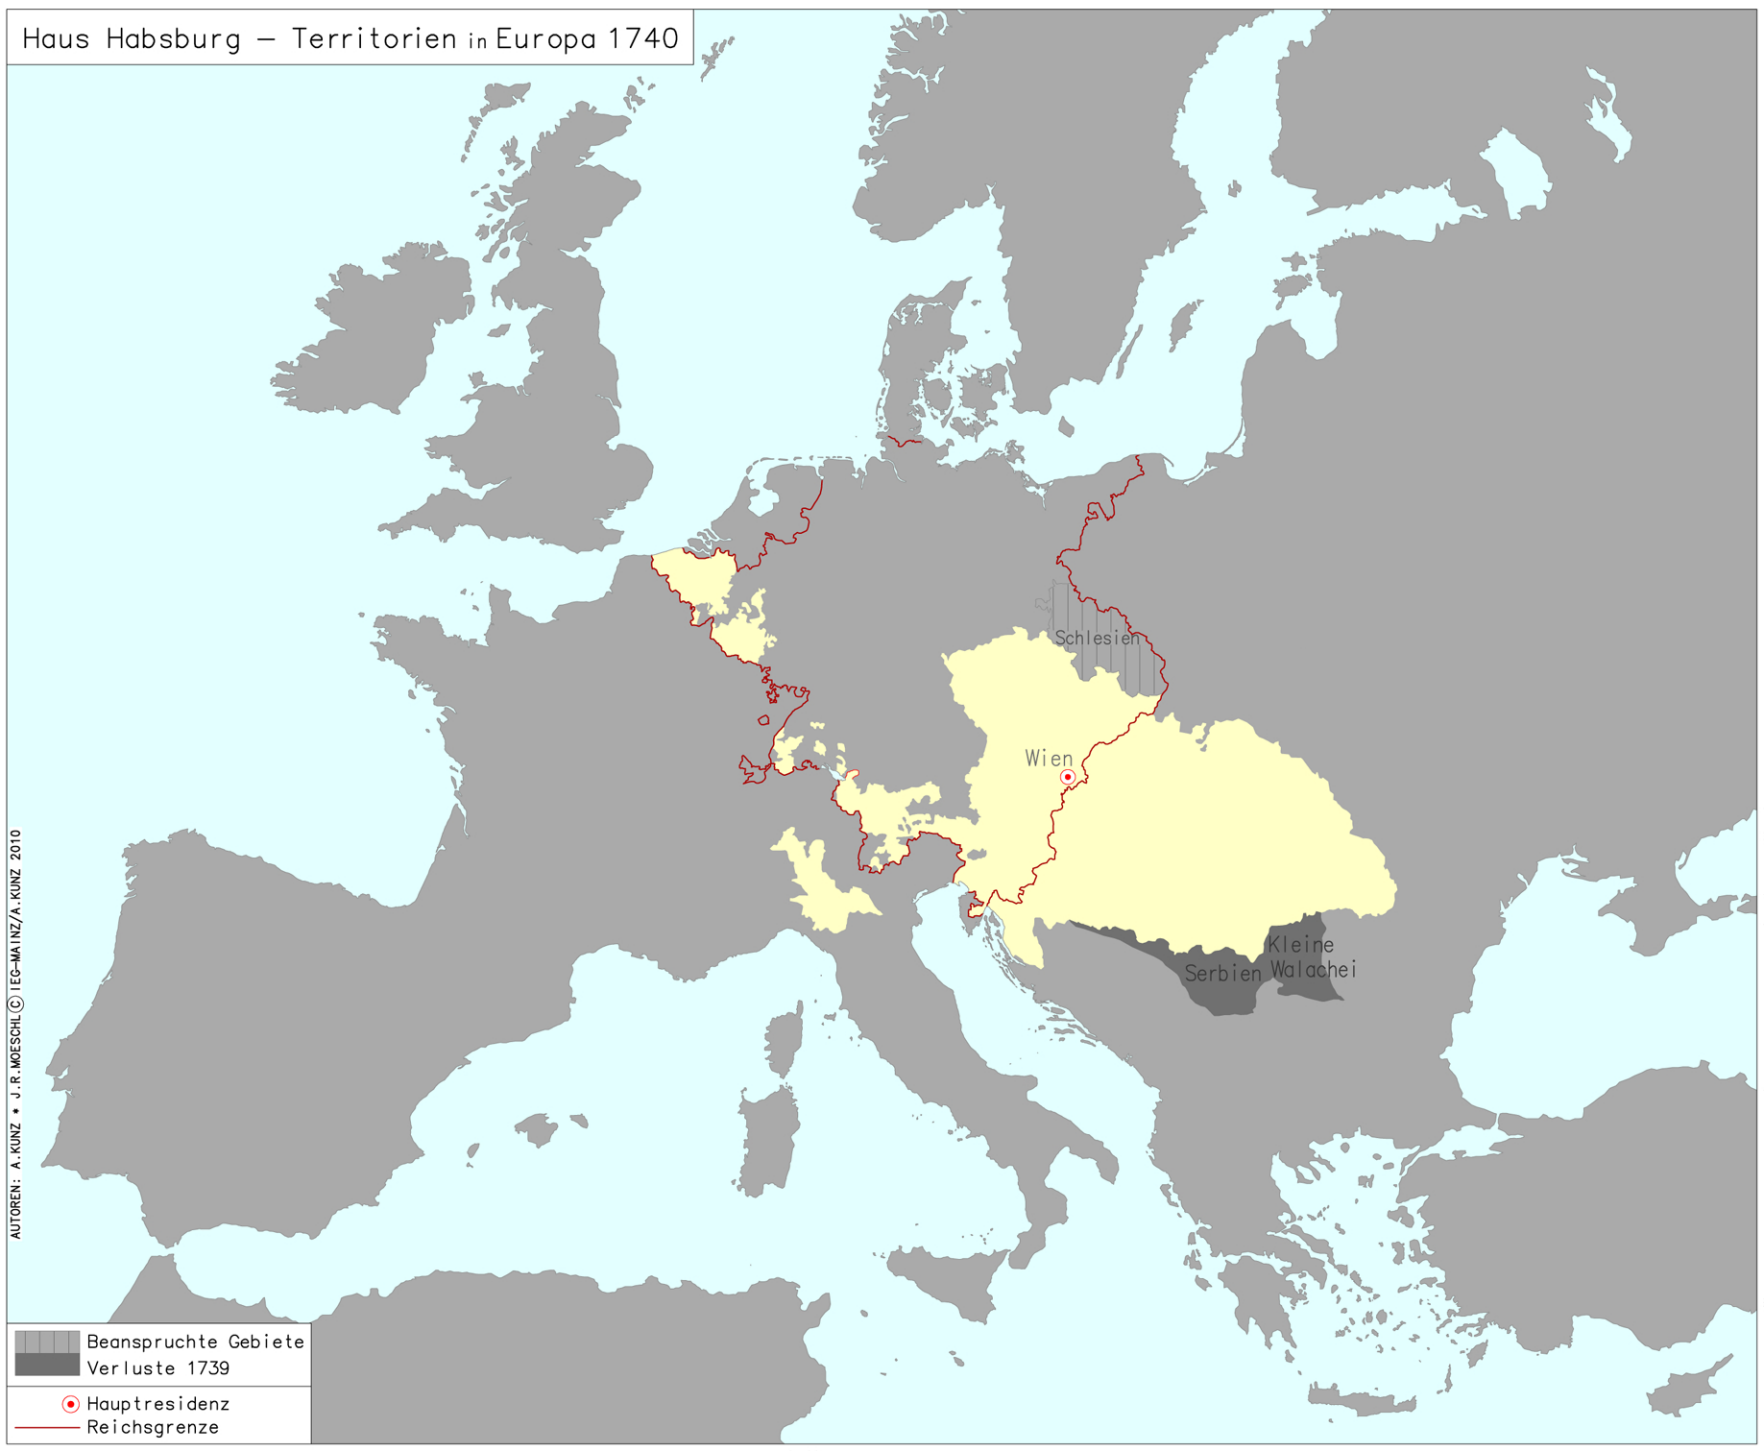 Haus Habsburg – Territorien in Europa 1740
Schlesien
Wien
Kleine
Serbien Walachei
AUTOREN: A.KUNZ * J.R.MOESCHL © IEG-MAINZ/A.KUNZ 2010
Beanspruchte Gebiete
Verluste 1739
Hauptresidenz
Reichsgrenze